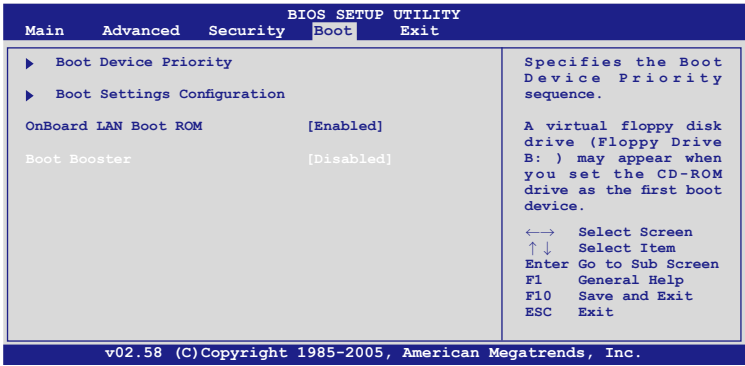 BIOS SETUP UTILITY
Main Advanced Security Boot Exit
Boot Device Priority
Boot Settings Configuration
OnBoard LAN Boot ROM [Enabled]
Boot Booster [Disabled]
Specifies the Boot
Device Priority
sequence.
A virtual floppy disk
drive (Floppy Drive
B: ) may appear when
you set the CD-ROM
drive as the first boot
device.
←→ Select Screen
↑↓ Select Item
Enter Go to Sub Screen
F1 General Help
F10 Save and Exit
ESC Exit
v02.58 (C)Copyright 1985-2005, American Megatrends, Inc.